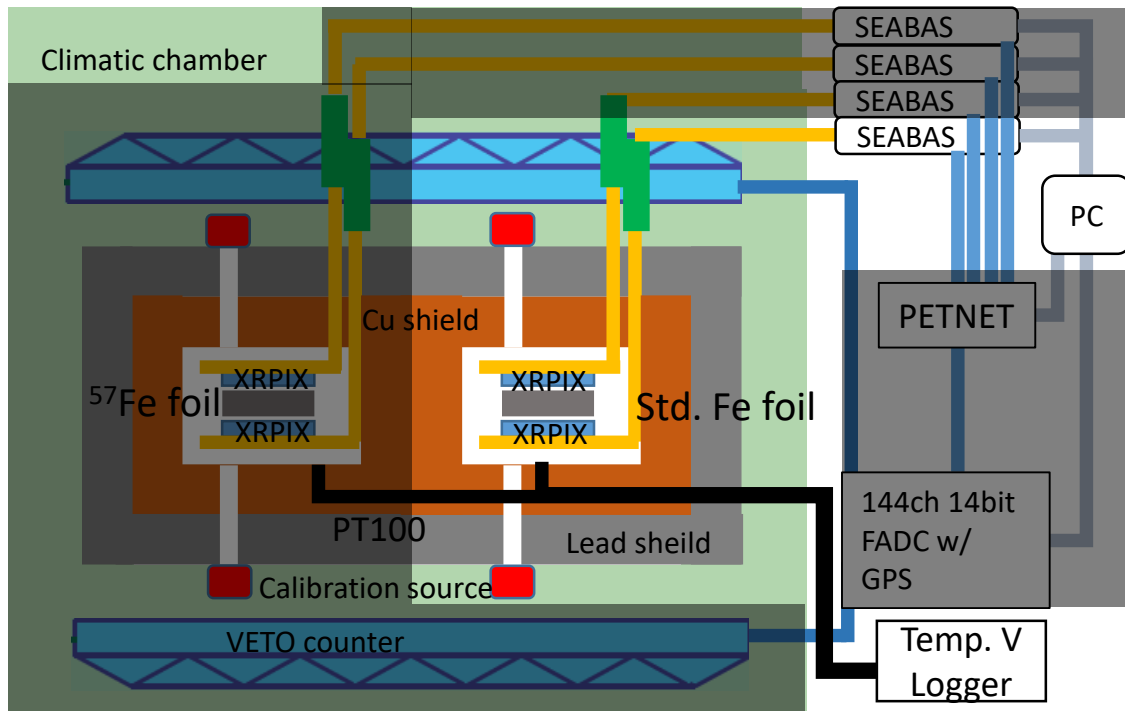 SEABAS
Climatic chamber
SEABAS
SEABAS
SEABAS
PC
PETNET
Cu shield
XRPIX
XRPIX
⁵⁷Fe foil
Std. Fe foil
XRPIX
XRPIX
144ch 14bit
FADC w/
GPS
PT100
Lead sheild
Calibration source
VETO counter
Temp. V
Logger